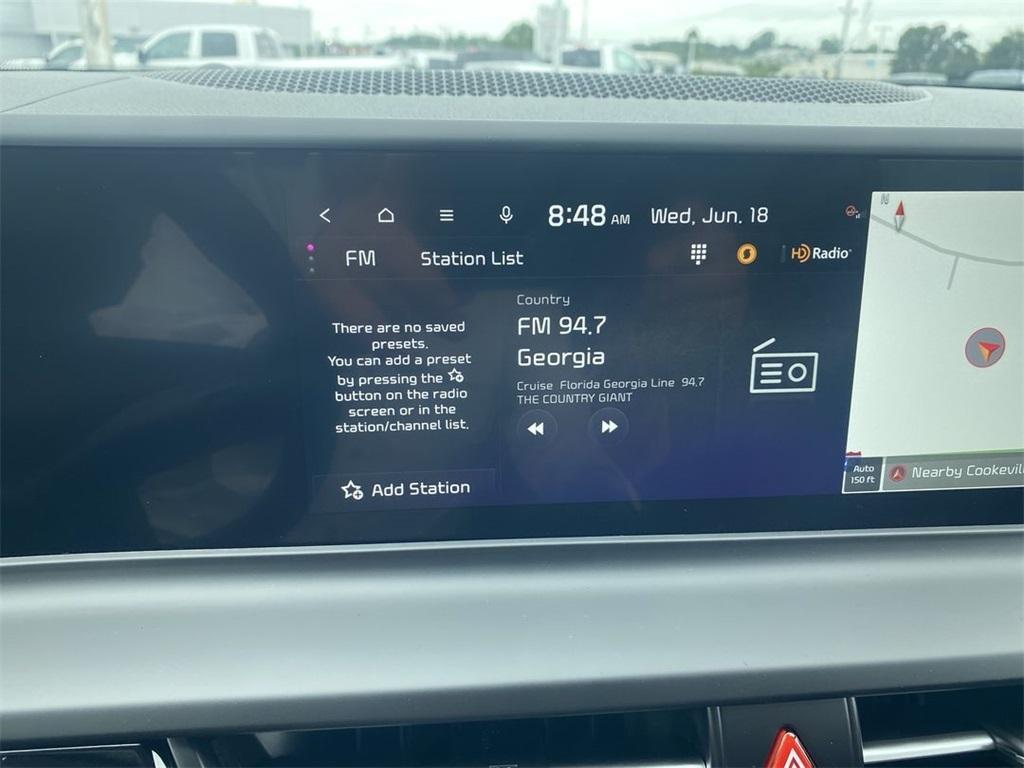 8:48 AM Wed, Jun. 18
FM Station List
HD Radio
N
There are no saved
presets.
You can add a preset
by pressing the
button on the radio
screen or in the
station/channel list.
Add Station
Country
FM 94.7
Georgia
Cruise Florida Georgia Line 94.7
THE COUNTRY GIANT
Auto
150 ft
Nearby Cookevil